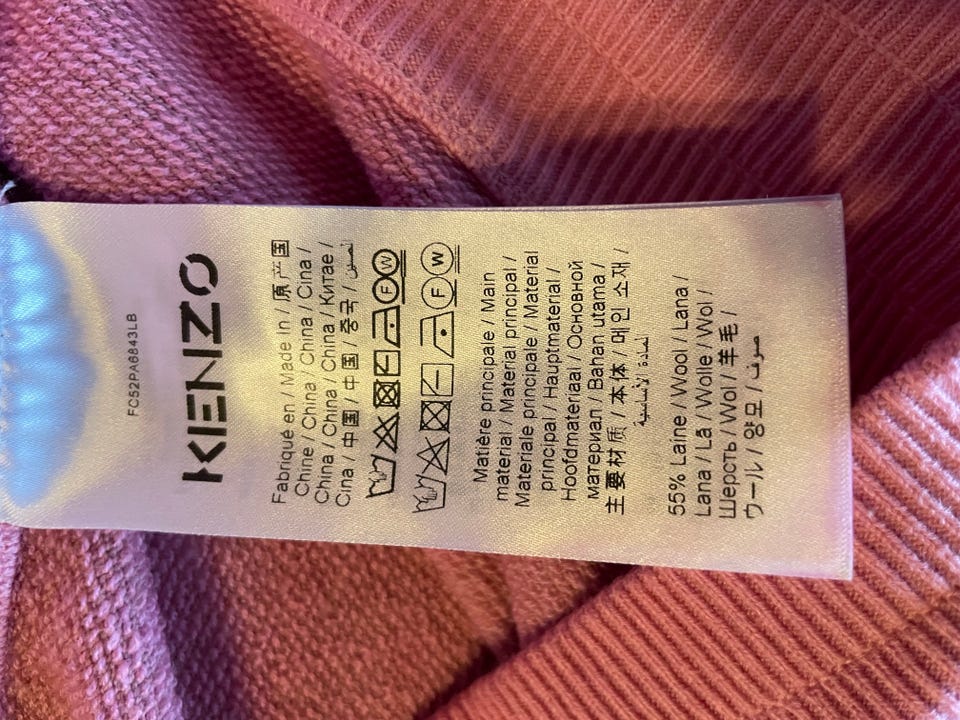 FC52PA6843LB
KENZO
Fabriqué en / Made in / 原产国
Chine / China / China / Cina /
China / China / China / Китае /
Cina / 中国 / 中国 / 중국 / الصين
F W
F W
Matière principale / Main
material / Material principal /
Materiale principale / Material
principal / Hauptmaterial /
Hoofdmateriaal / Основной
материал / Bahan utama /
主要材质 / 本体 / 메인 소재 /
المادة الأساسية
55% Laine / Wool / Lana /
Lana / Lã / Wolle / Wol /
Шерсть / Wol / 羊毛 /
ウール / 양모 / صوف